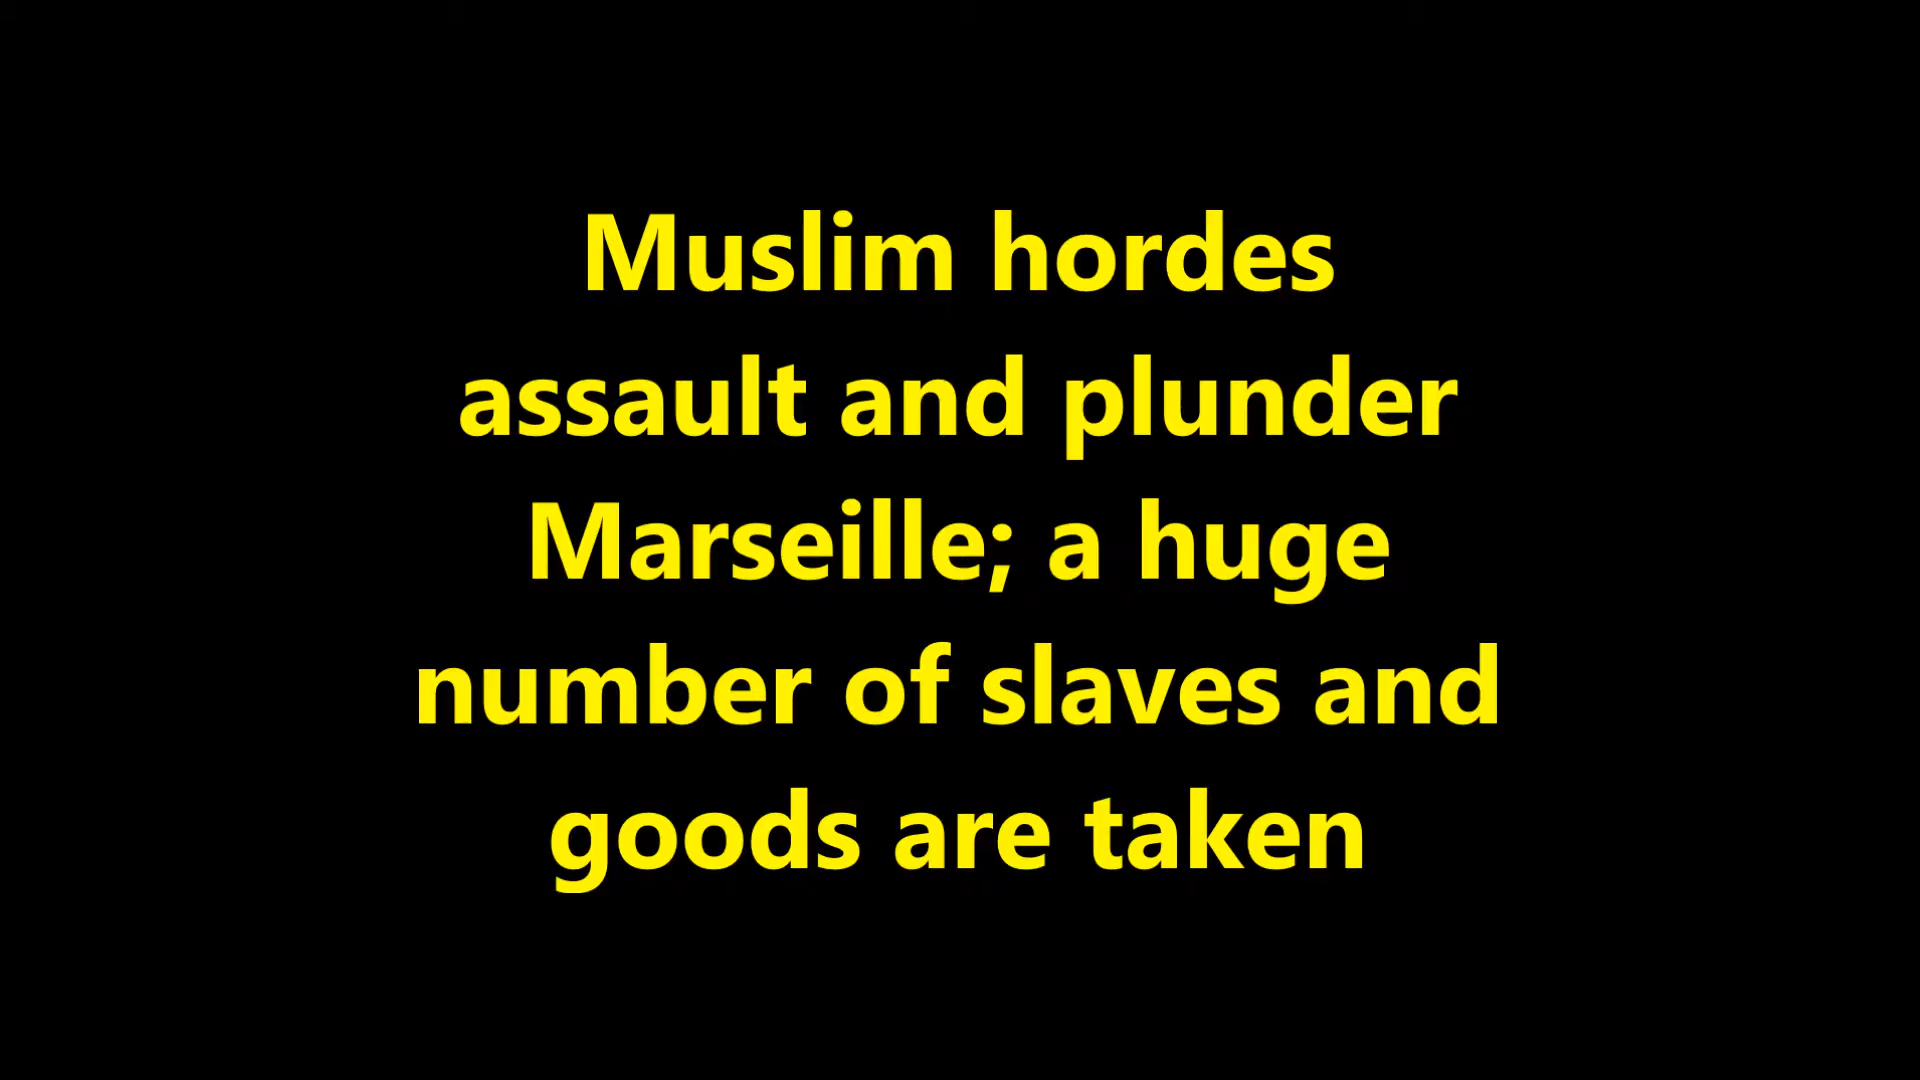 Muslim hordes
assault and plunder
Marseille; a huge
number of slaves and
goods are taken